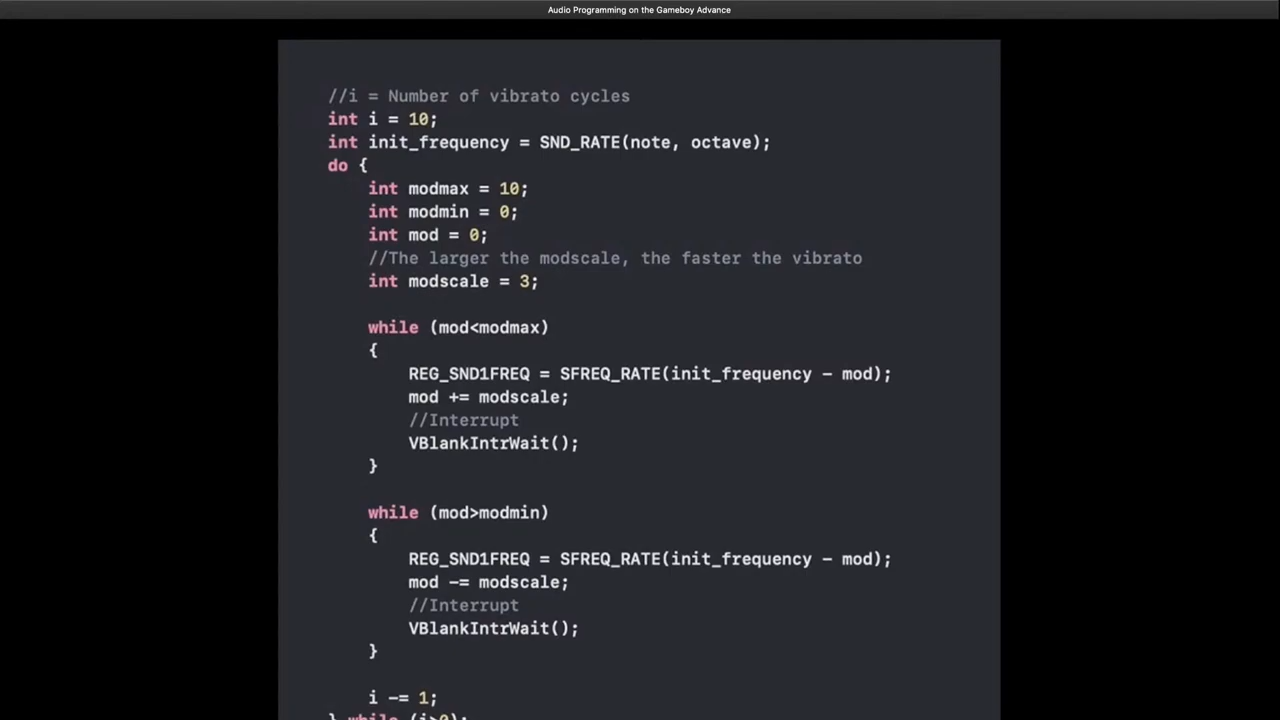 Audio Programming on the Gameboy Advance
//i = Number of vibrato cycles
int i = 10;
int init_frequency = SND_RATE(note, octave);
do {
    int modmax = 10;
    int modmin = 0;
    int mod = 0;
    //The larger the modscale, the faster the vibrato
    int modscale = 3;
    while (mod<modmax)
    {
        REG_SND1FREQ = SFREQ_RATE(init_frequency - mod);
        mod += modscale;
        //Interrupt
        VBlankIntrWait();
    }
    while (mod>modmin)
    {
        REG_SND1FREQ = SFREQ_RATE(init_frequency - mod);
        mod -= modscale;
        //Interrupt
        VBlankIntrWait();
    }
    i -= 1;
} while (i>0);